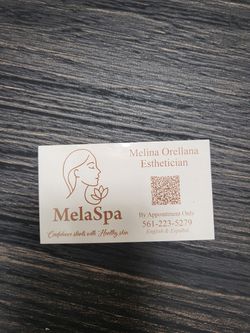 Melina Orellana
Esthetician
MelaSpa
Confidence starts with Healthy skin
By Appointment Only
561-223-5279
English & Español